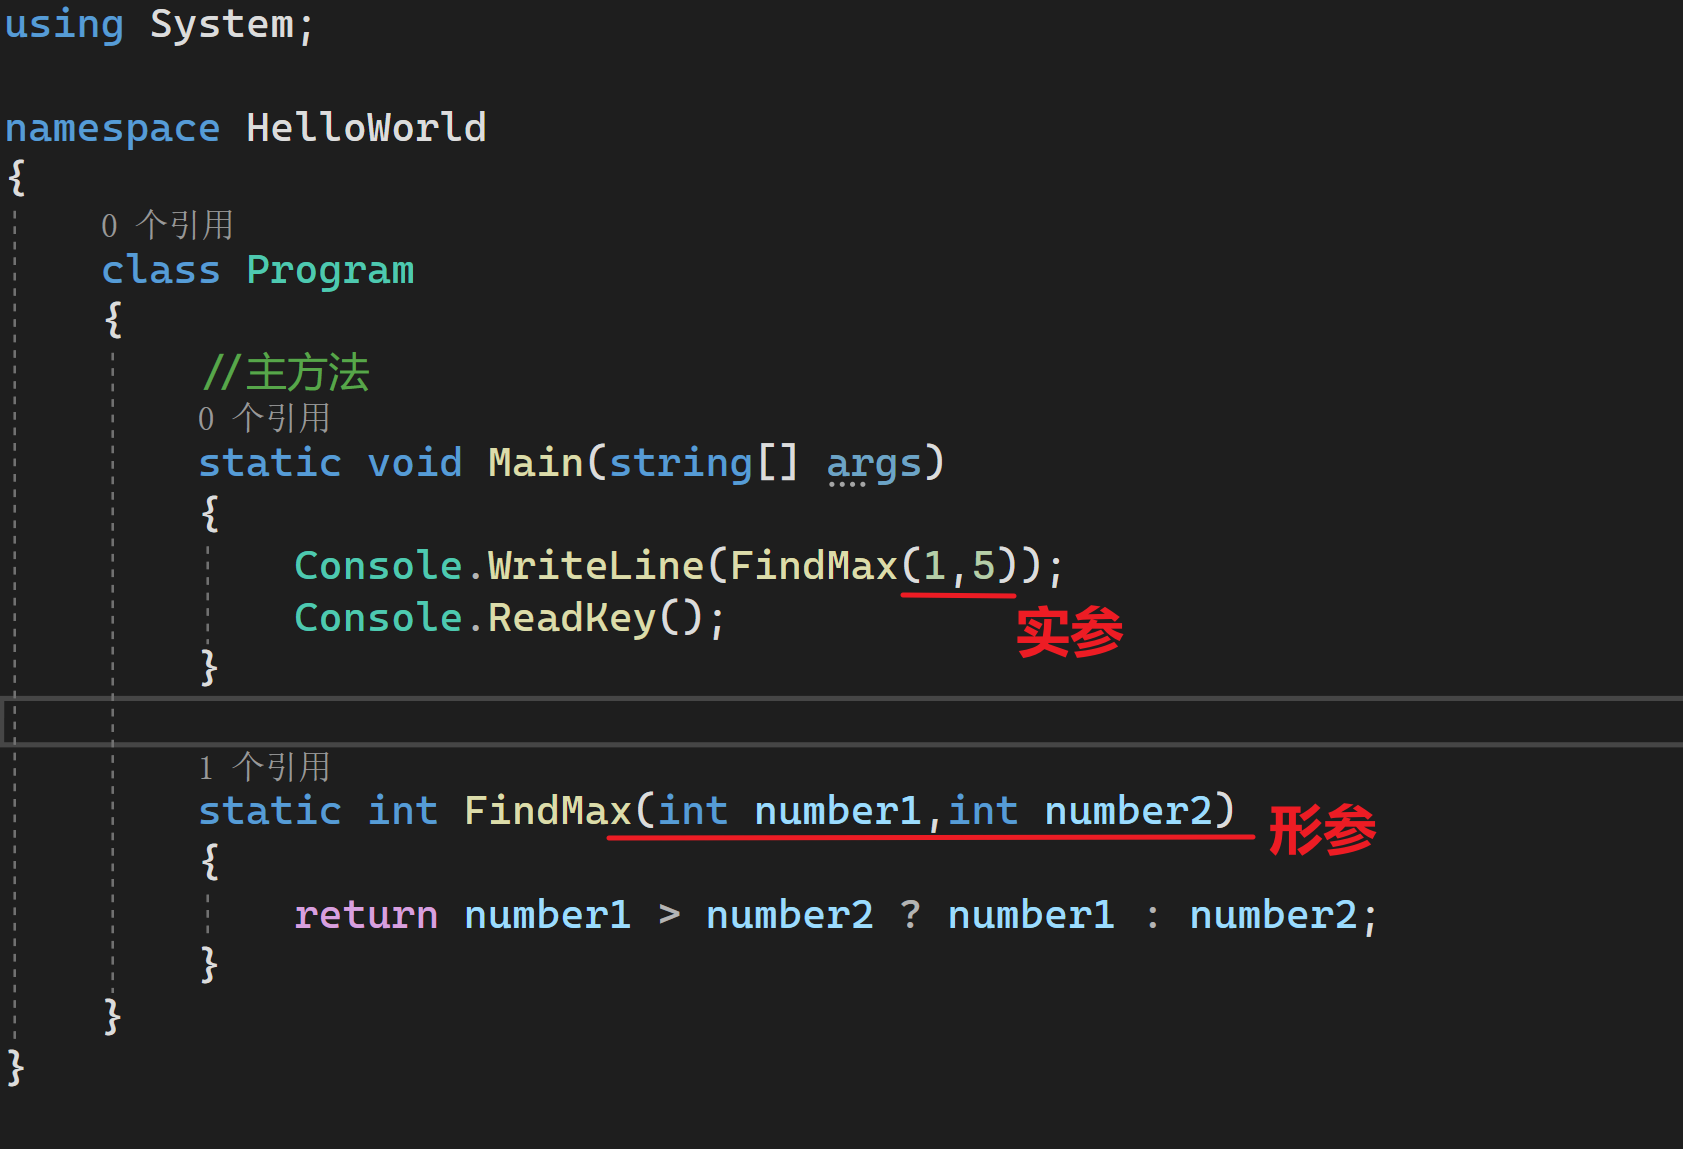 using System;
namespace HelloWorld
{
0 个引用
class Program
{
//主方法
0 个引用
static void Main(string[] args)
{
Console.WriteLine(FindMax(1,5));
实参
Console.ReadKey();
}
1 个引用
static int FindMax(int number1,int number2) 形参
{
return number1 > number2 ? number1 : number2;
}
}
}